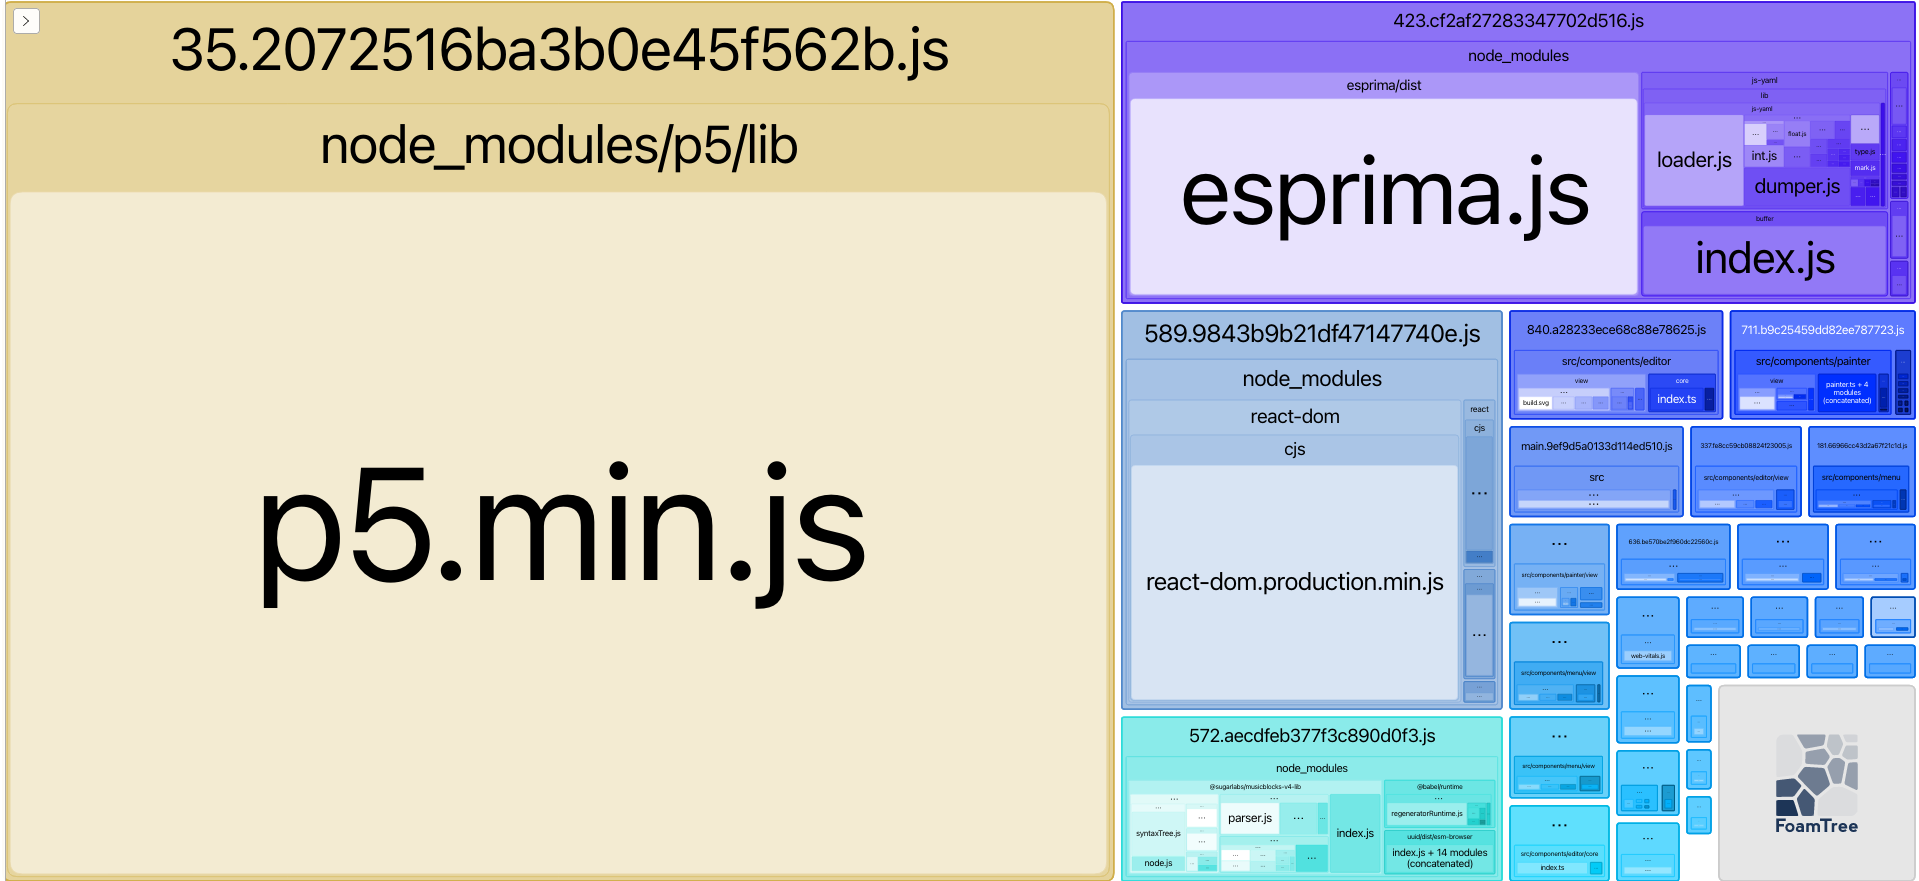 35.2072516ba3b0e45f562b.js
node_modules/p5/lib
p5.min.js
423.cf2af27283347702d516.js
node_modules
esprima/dist
esprima.js
js-yaml
lib
js-yaml
...
loader.js
...
...
float.js
...
...
...
int.js
...
type.js
mark.js
dumper.js
buffer
index.js
589.9843b9b21df47147740e.js
node_modules
react-dom
cjs
react-dom.production.min.js
react
cjs
...
...
840.a28233ece68c88e78625.js
src/components/editor
view
...
build.svg
core
index.ts
711.b9c25459dd82ee787723.js
src/components/painter
view
...
painter.ts + 4
modules
(concatenated)
main.9ef9d5a0133d114ed510.js
src
...
...
337.fe8cc59cb08824f23005.js
src/components/editor/view
...
181.66966cc43d2a67f21c1d.js
src/components/menu
...
...
src/components/painter/view
...
636.be570be2f960dc22560c.js
...
...
...
...
src/components/menu/view
...
...
...
web-vitals.js
...
src/components/menu/view
...
...
...
src/components/editor/core
index.ts
...
572.aecdfeb377f3c890d0f3.js
node_modules
@sugarlabs/musicblocks-v4-lib
...
syntaxTree.js
node.js
...
...
...
parser.js
...
...
...
index.js
@babel/runtime
...
regeneratorRuntime.js
uuid/dist/esm-browser
index.js + 14 modules
(concatenated)
FoamTree